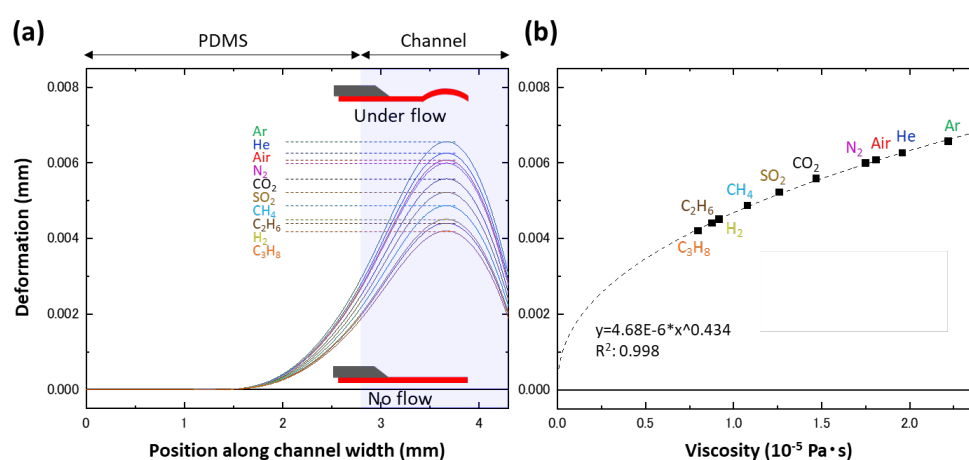 (a)
PDMS
Channel
Deformation (mm)
0.008
0.006
0.004
0.002
0.000
Ar
He
Air
N2
CO2
SO2
CH4
C2H6
H2
C3H8
Under flow
No flow
0
1
2
3
4
Position along channel width (mm)
(b)
0.008
0.006
0.004
0.002
0.000
Ar
He
Air
N2
CO2
SO2
CH4
C2H6
H2
C3H8
y=4.68E-6*x^0.434
R²: 0.998
0.0
0.5
1.0
1.5
2.0
Viscosity (10⁻⁵ Pa・s)